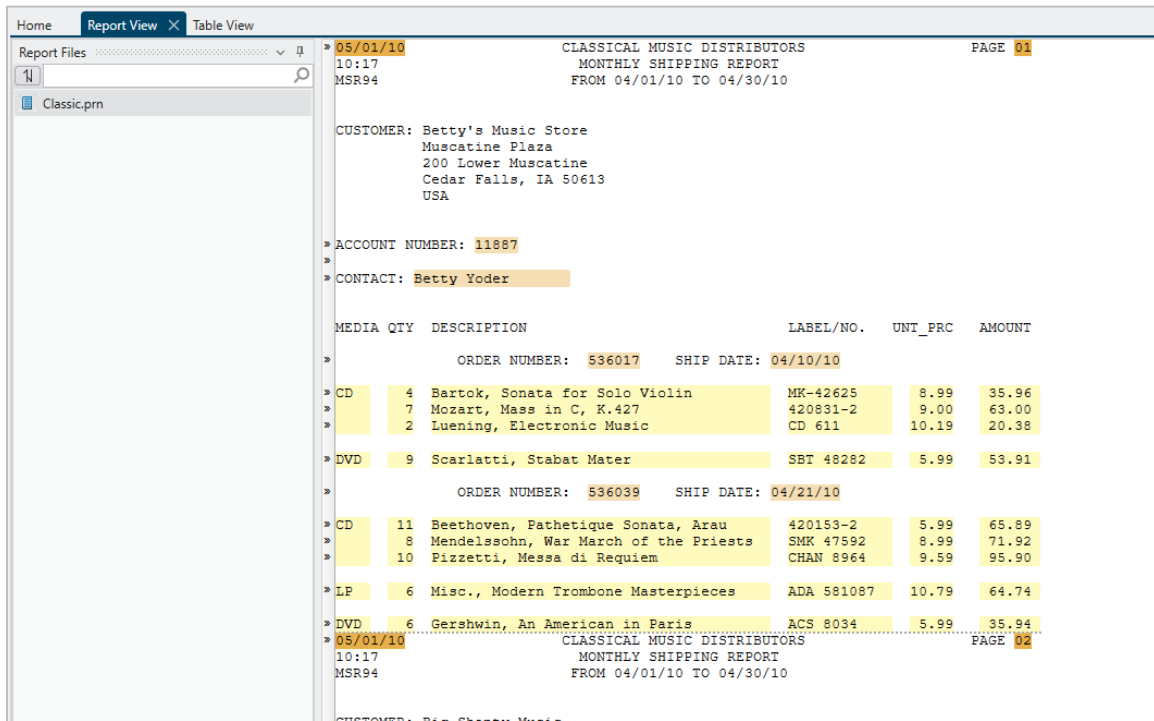 Home Report View Table View
Report Files
Classic.prn
05/01/10 CLASSICAL MUSIC DISTRIBUTORS PAGE 01
10:17 MONTHLY SHIPPING REPORT
MSR94 FROM 04/01/10 TO 04/30/10
CUSTOMER: Betty's Music Store
Muscatine Plaza
200 Lower Muscatine
Cedar Falls, IA 50613
USA
ACCOUNT NUMBER: 11887
CONTACT: Betty Yoder
MEDIA QTY DESCRIPTION LABEL/NO. UNT_PRC AMOUNT
ORDER NUMBER: 536017 SHIP DATE: 04/10/10
CD 4 Bartok, Sonata for Solo Violin MK-42625 8.99 35.96
7 Mozart, Mass in C, K.427 420831-2 9.00 63.00
2 Luening, Electronic Music CD 611 10.19 20.38
DVD 9 Scarlatti, Stabat Mater SBT 48282 5.99 53.91
ORDER NUMBER: 536039 SHIP DATE: 04/21/10
CD 11 Beethoven, Pathetique Sonata, Arau 420153-2 5.99 65.89
8 Mendelssohn, War March of the Priests SMK 47592 8.99 71.92
10 Pizzetti, Messa di Requiem CHAN 8964 9.59 95.90
LP 6 Misc., Modern Trombone Masterpieces ADA 581087 10.79 64.74
DVD 6 Gershwin, An American in Paris ACS 8034 5.99 35.94
05/01/10 CLASSICAL MUSIC DISTRIBUTORS PAGE 02
10:17 MONTHLY SHIPPING REPORT
MSR94 FROM 04/01/10 TO 04/30/10
CUSTOMER: Big Shanty Music